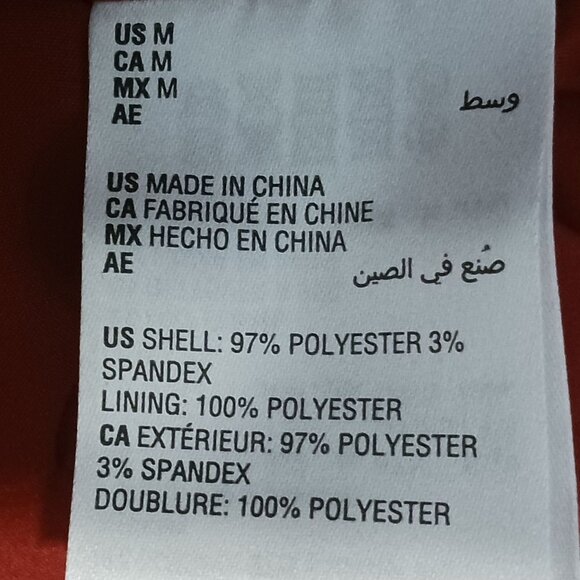 US M
CA M
MX M
AE وسط
US MADE IN CHINA
CA FABRIQUÉ EN CHINE
MX HECHO EN CHINA
AE صُنع في الصين
US SHELL: 97% POLYESTER 3%
SPANDEX
LINING: 100% POLYESTER
CA EXTÉRIEUR: 97% POLYESTER
3% SPANDEX
DOUBLURE: 100% POLYESTER